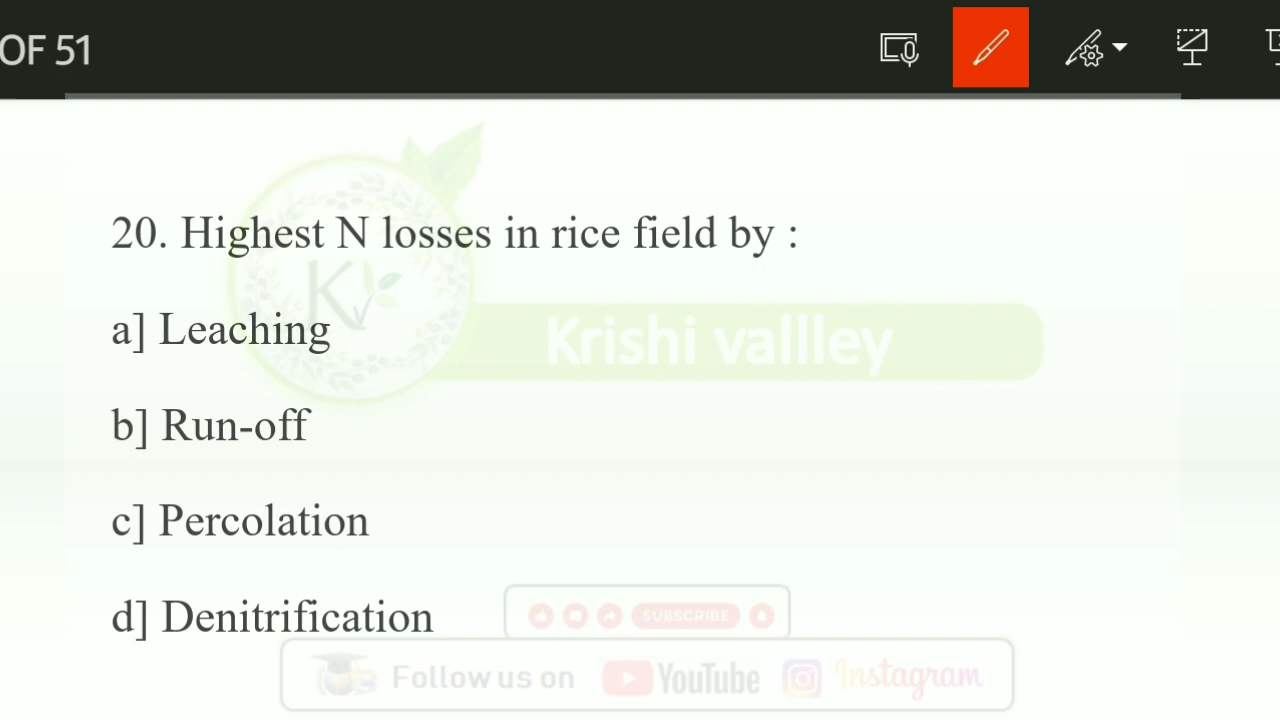 OF 51
20. Highest N losses in rice field by :
a] Leaching
Krishi vallley
b] Run-off
c] Percolation
d] Denitrification
SUBSCRIBE
Follow us on YouTube Instagram